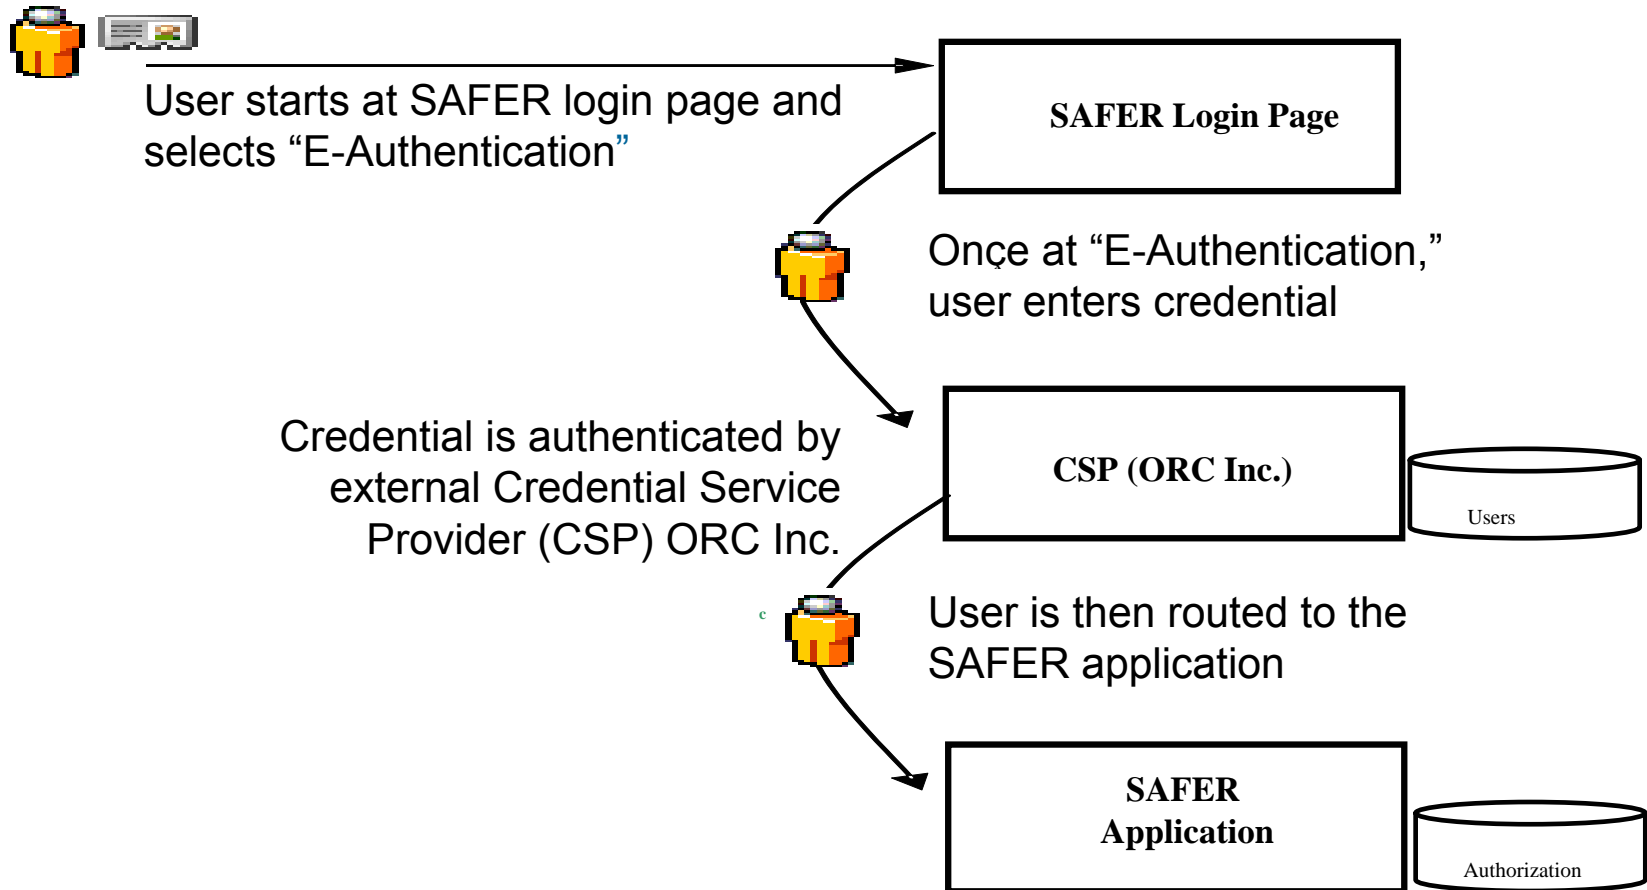 User starts at SAFER login page and
selects “E-Authentication”
SAFER Login Page
Onçe at “E-Authentication,”
user enters credential
Credential is authenticated by
external Credential Service
Provider (CSP) ORC Inc.
CSP (ORC Inc.)
Users
c
User is then routed to the
SAFER application
SAFER
Application
Authorization